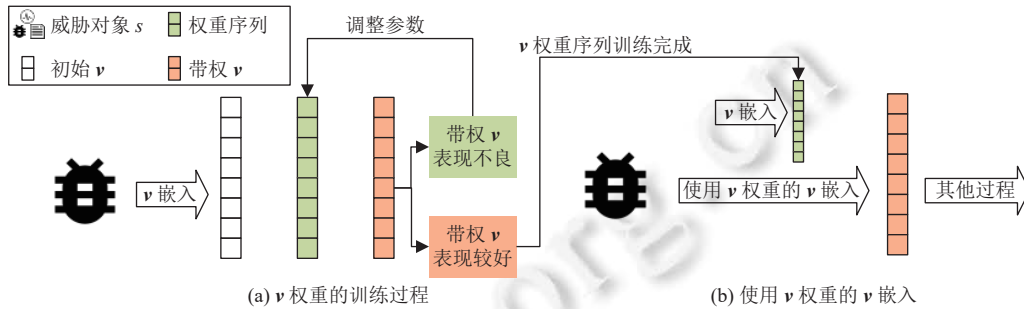 威胁对象 s
权重序列
初始 v
带权 v
调整参数
v 嵌入
带权 v
表现不良
带权 v
表现较好
(a) v 权重的训练过程
v 权重序列训练完成
v 嵌入
使用 v 权重的 v 嵌入
其他过程
(b) 使用 v 权重的 v 嵌入
org. cn